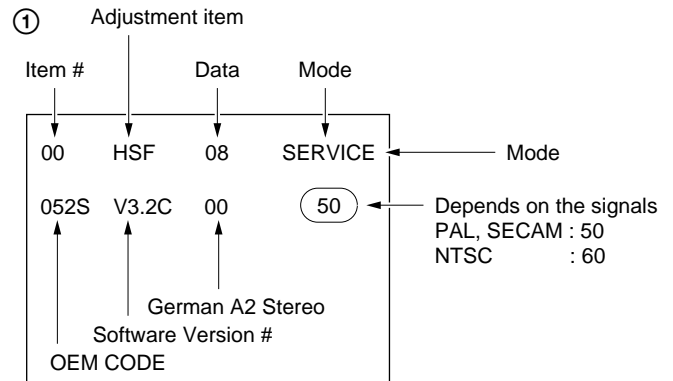 ① Adjustment item
Item # Data Mode
00 HSF 08 SERVICE Mode
052S V3.2C 00 50 Depends on the signals
PAL, SECAM : 50
NTSC : 60
German A2 Stereo
Software Version #
OEM CODE